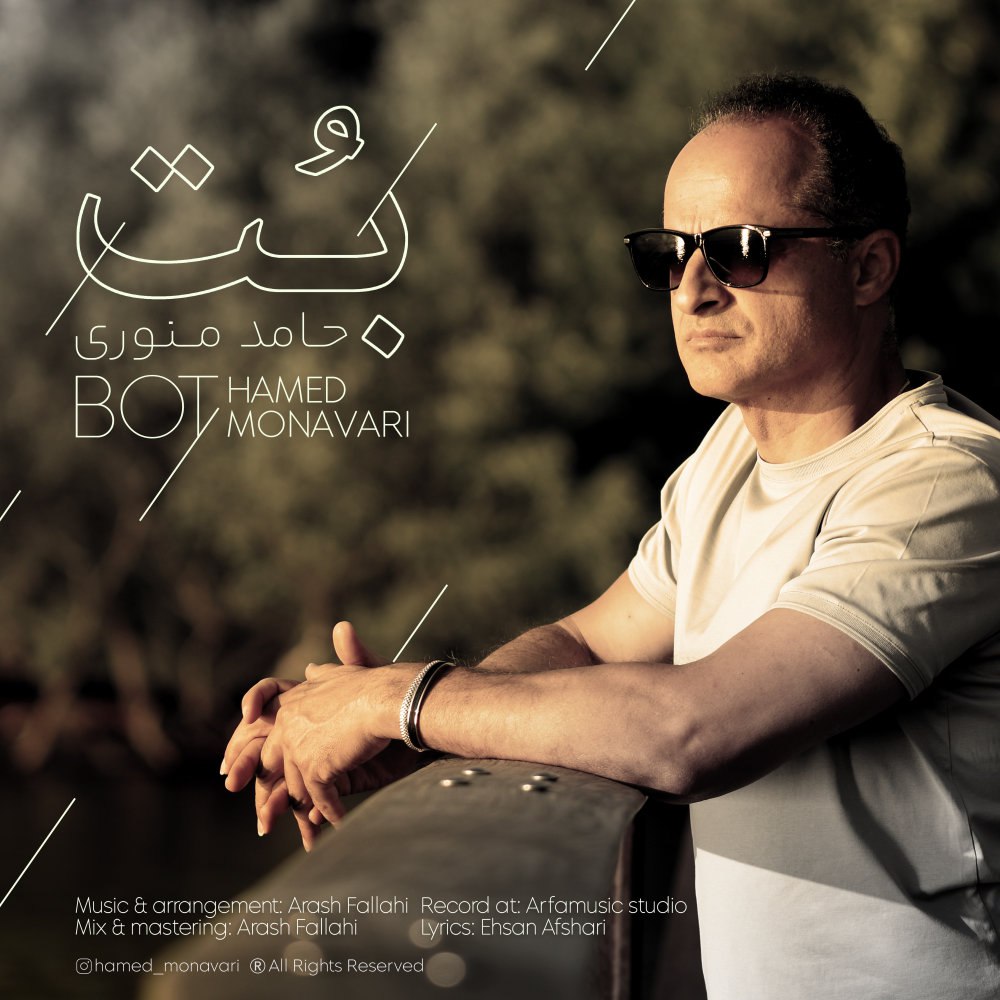 بُت
حامد منوری
BOT HAMED MONAVARI
Music & arrangement: Arash Fallahi Record at: Arfamusic studio
Mix & mastering: Arash Fallahi Lyrics: Ehsan Afshari
hamed_monavari ® All Rights Reserved